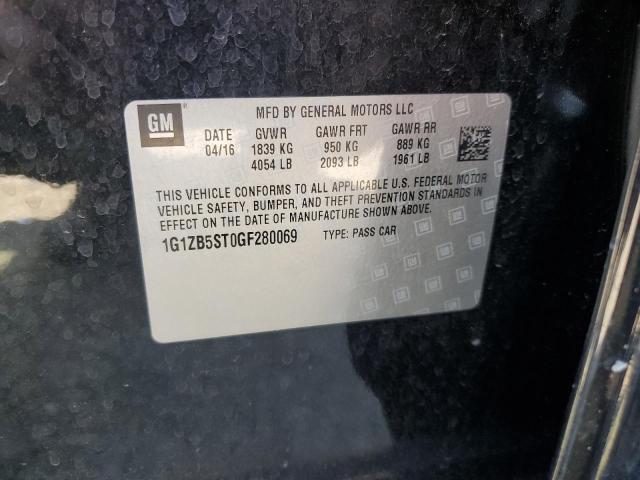 GM
MFD BY GENERAL MOTORS LLC
DATE GVWR GAWR FRT GAWR RR
04/16 1839 KG 950 KG 889 KG
4054 LB 2093 LB 1961 LB
THIS VEHICLE CONFORMS TO ALL APPLICABLE U.S. FEDERAL MOTOR
VEHICLE SAFETY, BUMPER, AND THEFT PREVENTION STANDARDS IN
EFFECT ON THE DATE OF MANUFACTURE SHOWN ABOVE.
1G1ZB5ST0GF280069 TYPE: PASS CAR